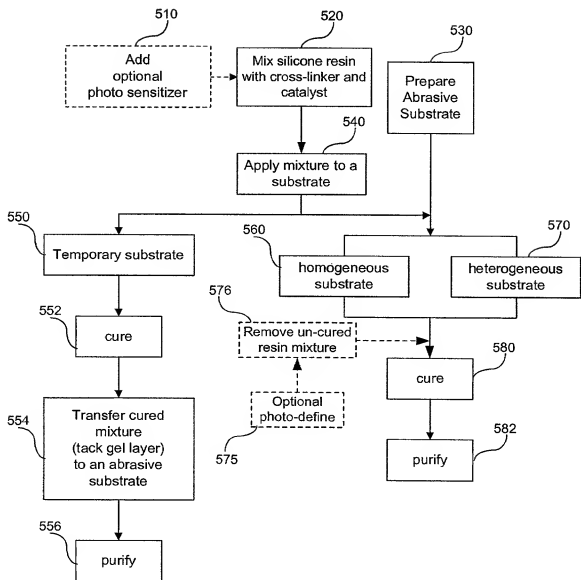 510
520
530
Add
optional
photo sensitizer
Mix silicone resin
with cross-linker and
catalyst
Prepare
Abrasive
Substrate
540
Apply mixture to a
substrate
550
Temporary substrate
560
homogeneous
substrate
570
heterogeneous
substrate
552
cure
576
Remove un-cured
resin mixture
580
cure
Optional
photo-define
575
554
Transfer cured
mixture
(tack gel layer)
to an abrasive
substrate
582
purify
556
purify